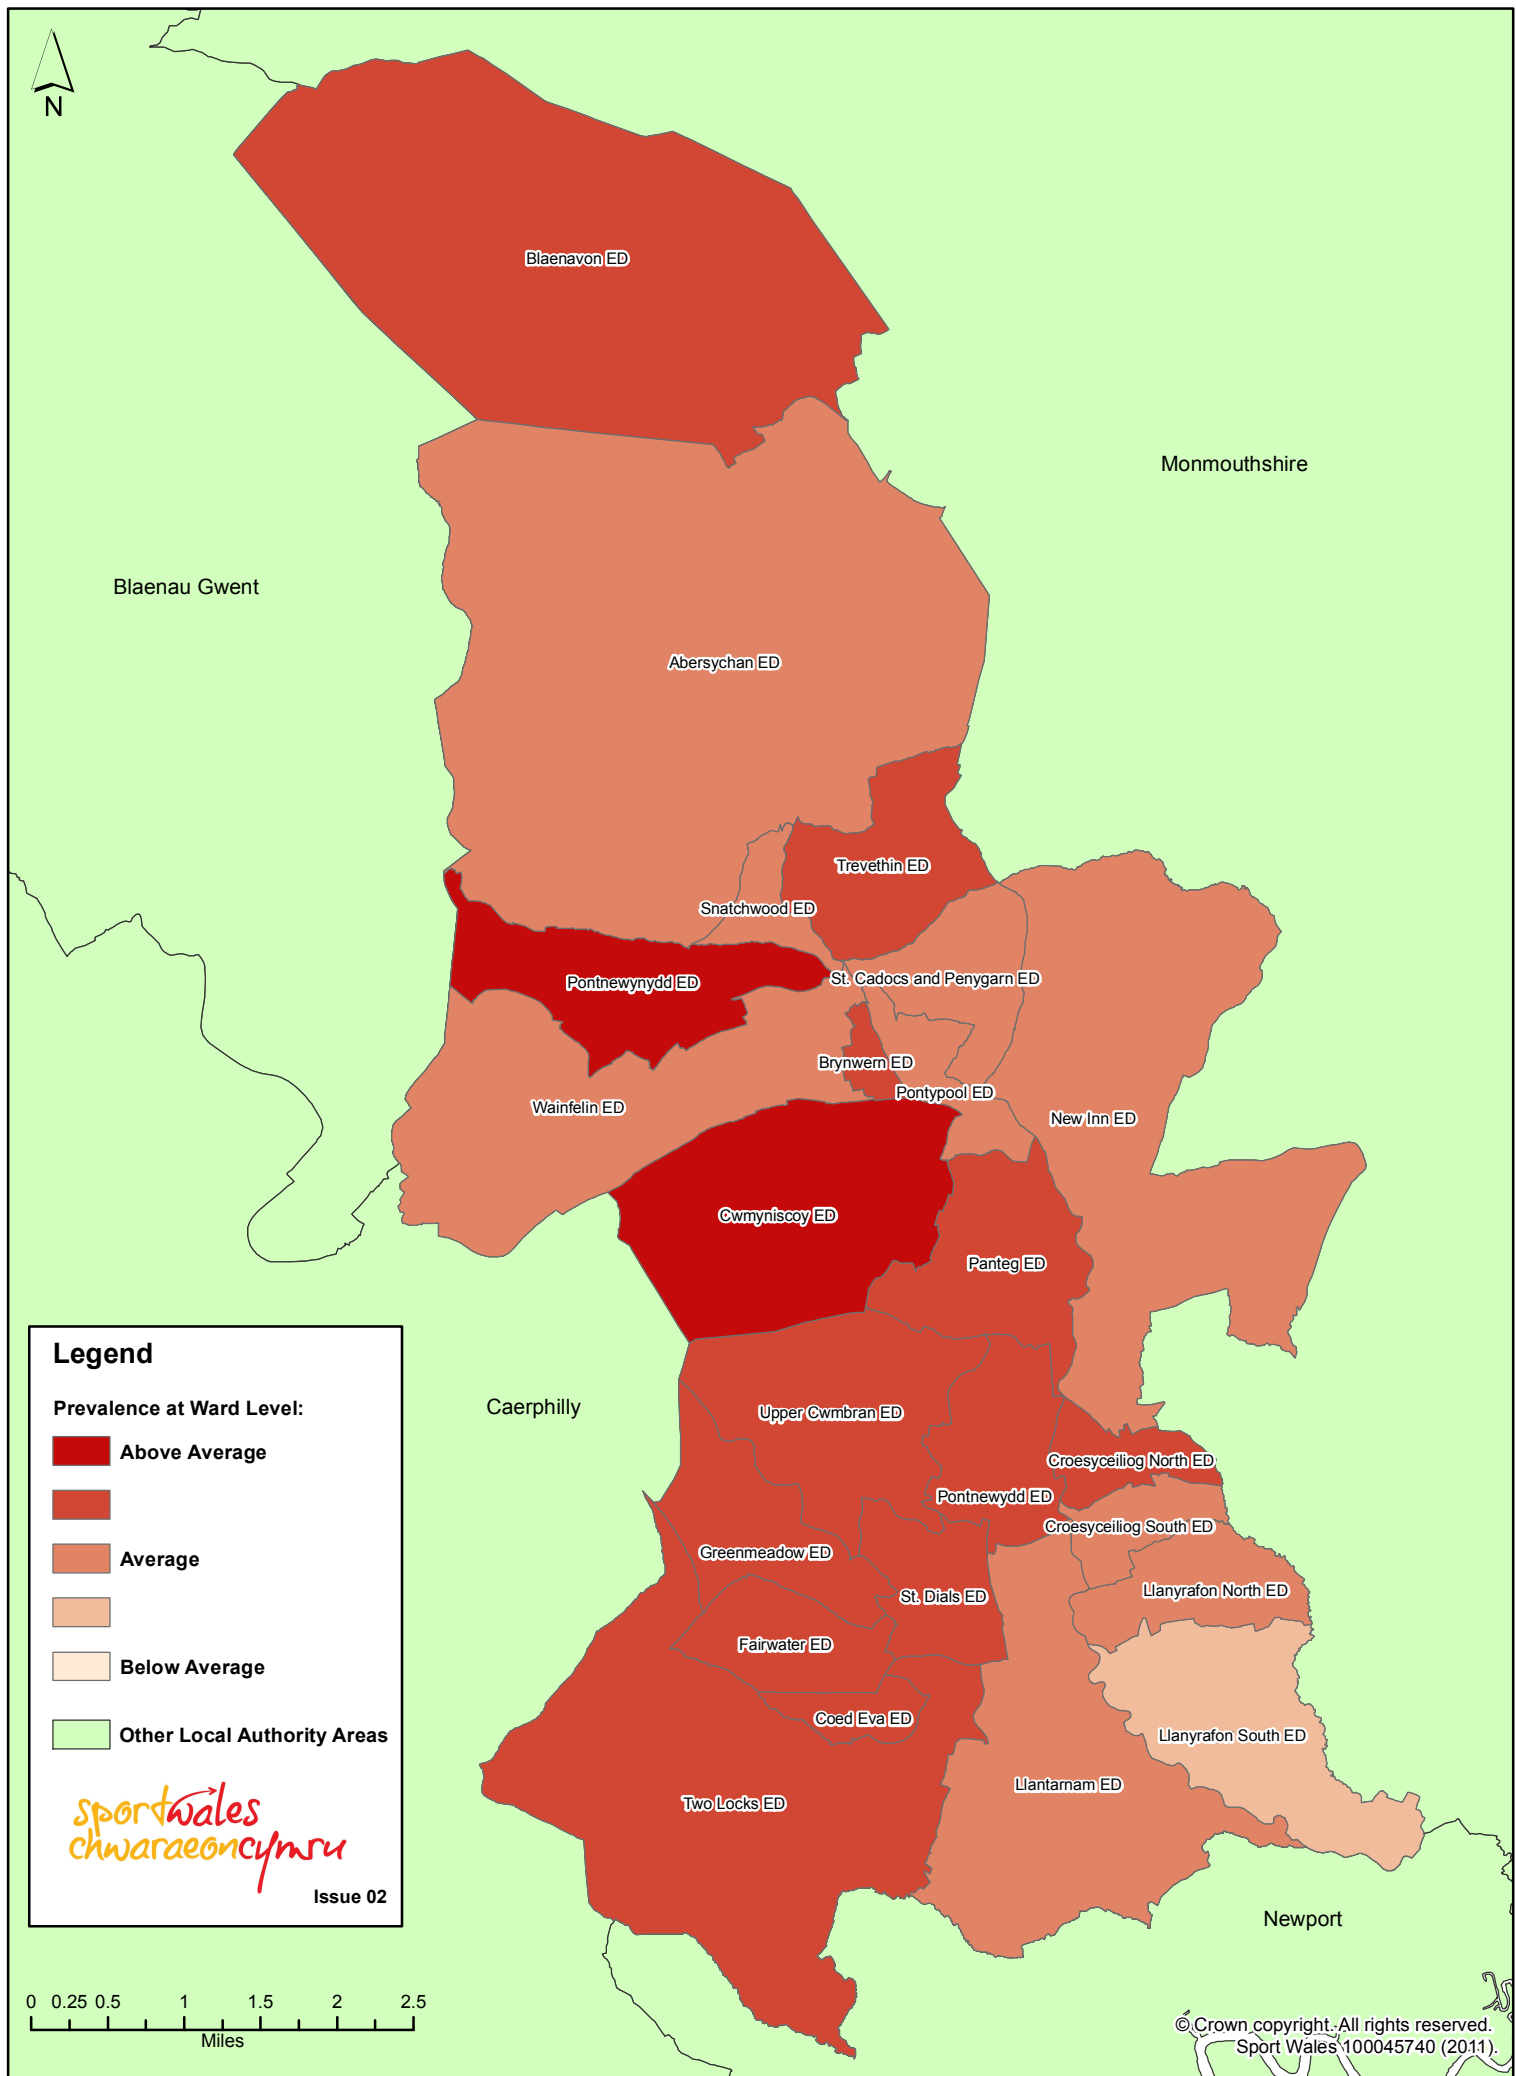 N
Blaenavon ED
Monmouthshire
Blaenau Gwent
Abersychan ED
Trevethin ED
Snatchwood ED
St. Cadocs and Penygarn ED
Pontnewynydd ED
Brynwern ED
Pontypool ED
Wainfelin ED
New Inn ED
Cwmyniscoy ED
Panteg ED
Caerphilly
Upper Cwmbran ED
Croesyceiliog North ED
Pontnewydd ED
Croesyceiliog South ED
Greenmeadow ED
Llanyrafon North ED
St. Dials ED
Fairwater ED
Coed Eva ED
Llanyrafon South ED
Llantarnam ED
Two Locks ED
Newport
Legend
Prevalence at Ward Level:
Above Average
Average
Below Average
Other Local Authority Areas
sportwales
chwaraeoncymru
Issue 02
0 0.25 0.5 1 1.5 2 2.5
Miles
© Crown copyright. All rights reserved.
Sport Wales 100045740 (2011).